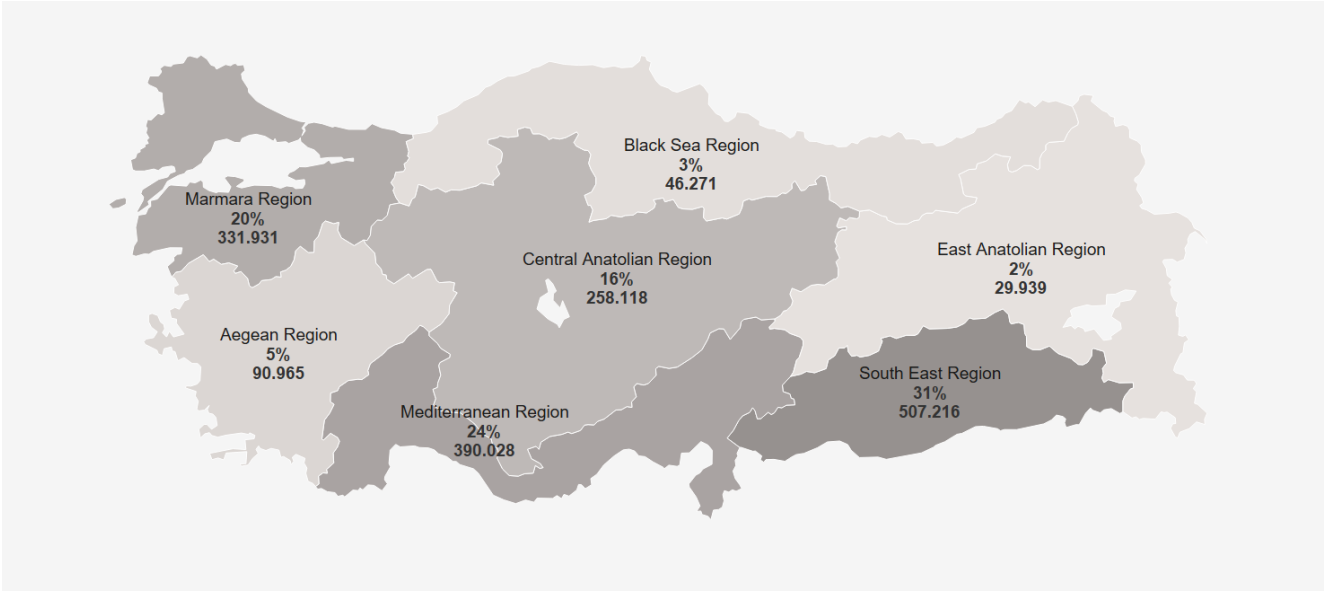 Black Sea Region
3%
46.271
Marmara Region
20%
331.931
East Anatolian Region
2%
29.939
Central Anatolian Region
16%
258.118
Aegean Region
5%
90.965
South East Region
31%
507.216
Mediterranean Region
24%
390.028